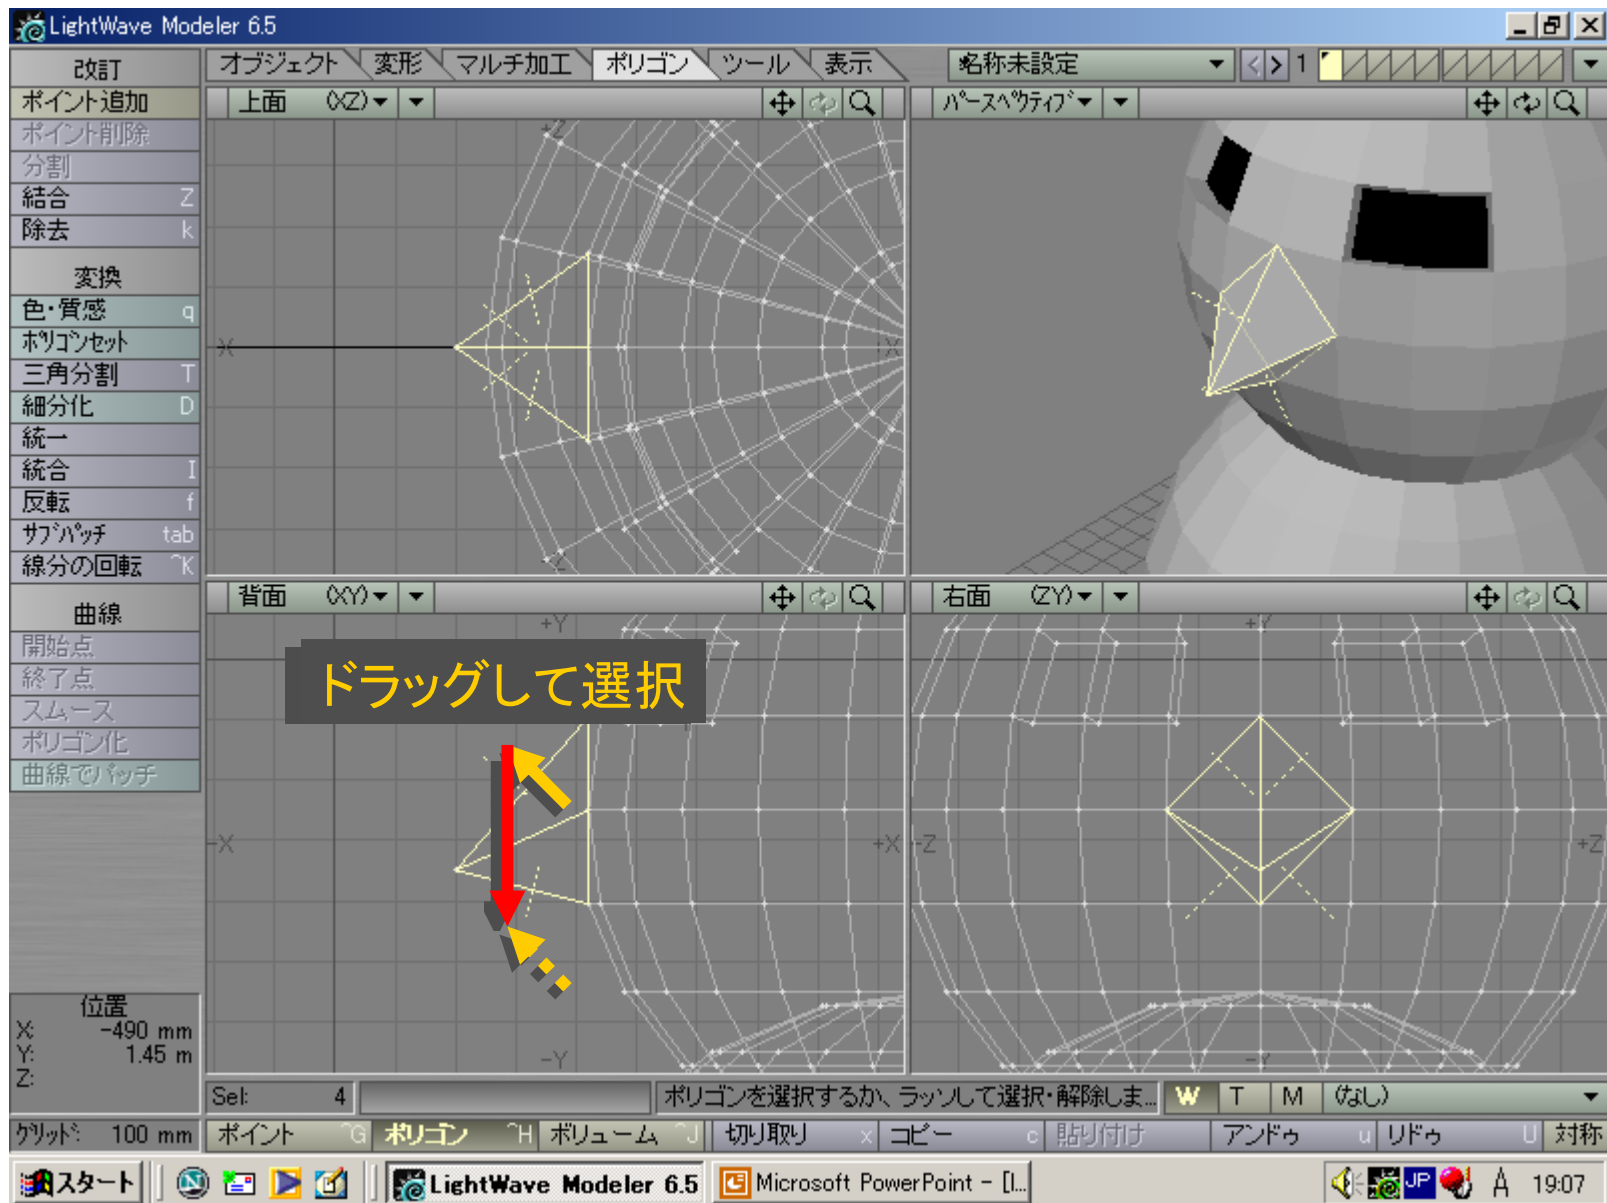 LightWave Modeler 6.5
改訂
オブジェクト 変形 マルチ加工 ポリゴン ツール 表示 名称未設定 < > 1
ポイント追加
上面 (XZ)
パースペクティブ
ポイント削除
分割
結合 Z
除去 k
変換
色・質感 q
ポリゴンセット
三角分割 T
細分化 D
統一
統合 I
反転 f
サブパッチ tab
線分の回転 ^K
曲線
開始点
終了点
スムース
ポリゴン化
曲線でパッチ
+Z
-X
+X
-Z
背面 (XY)
右面 (ZY)
+Y
ドラッグして選択
-X
+X
-Y
+Y
-Z
+Z
-Y
位置
X: -490 mm
Y: 1.45 m
Z:
Sel: 4 ポリゴンを選択するか、ラッソして選択・解除しま... W T M (なし)
グリッド: 100 mm ポイント ^G ポリゴン ^H ボリューム ^J 切り取り x コピー c 貼り付け アンドゥ u リドゥ U 対称
スタート LightWave Modeler 6.5 Microsoft PowerPoint - [l... JP A 19:07